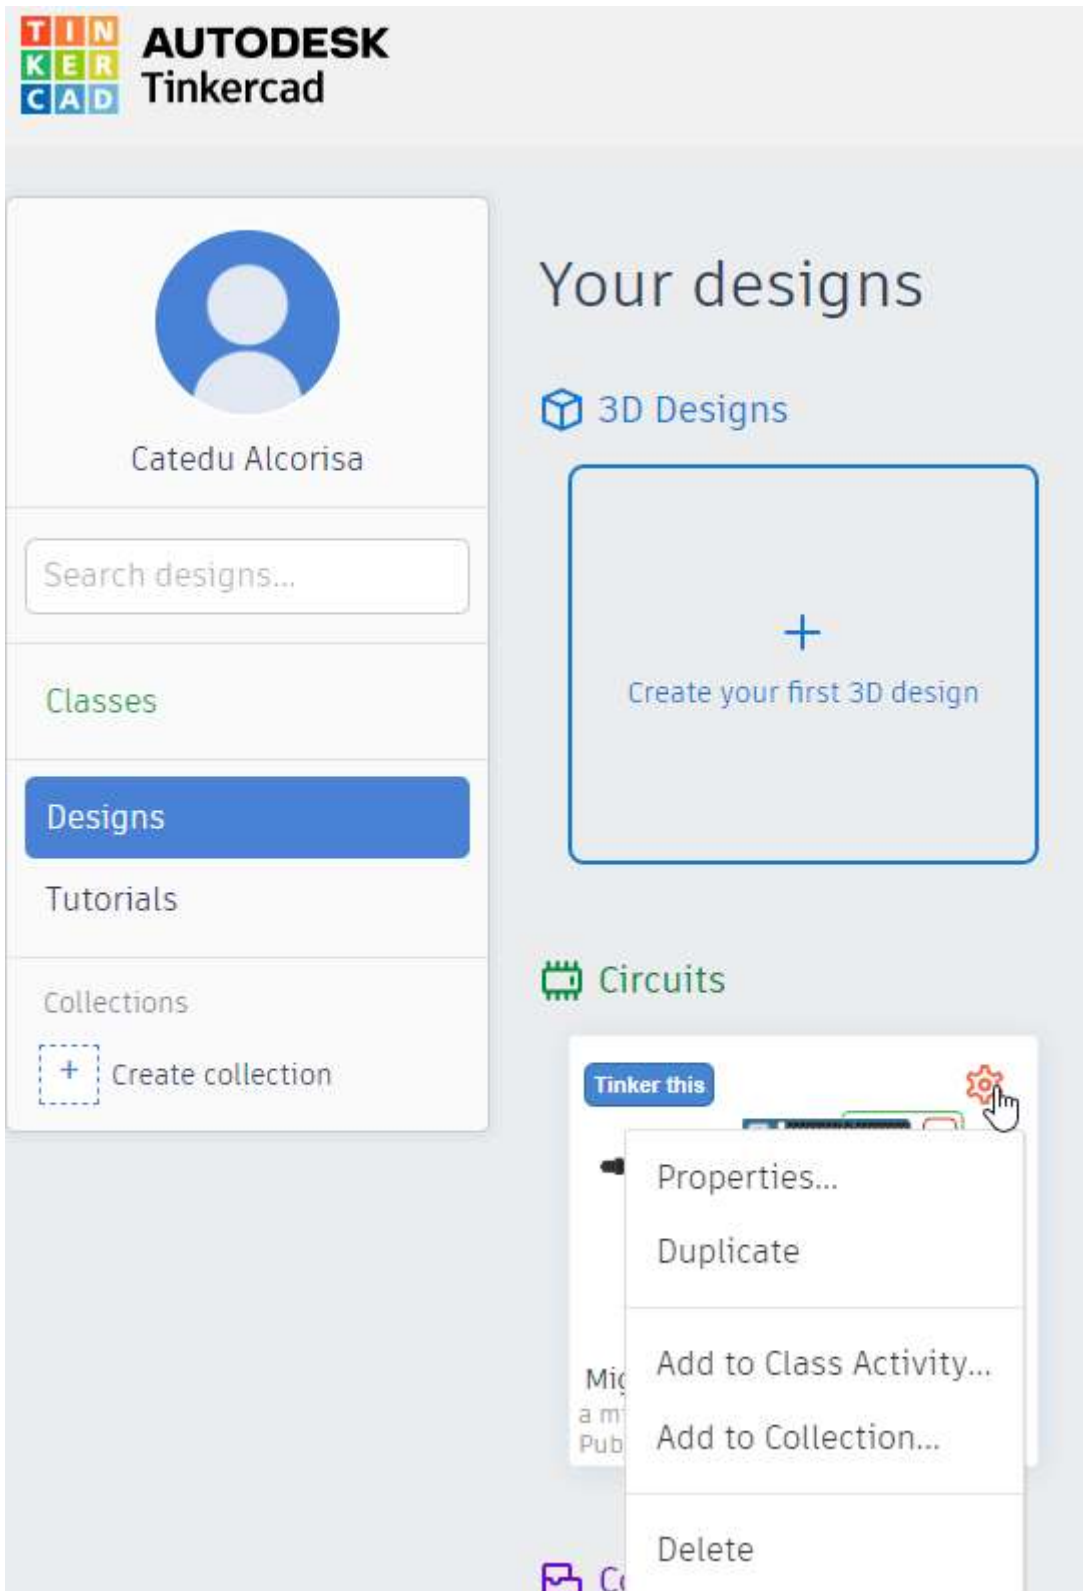 TIN
KER
CAD
AUTODESK
Tinkercad
Catedu Alcorisa
Search designs...
Classes
Designs
Tutorials
Collections
+ Create collection
Your designs
3D Designs
+
Create your first 3D design
Circuits
Tinker this
Properties...
Duplicate
Add to Class Activity...
Add to Collection...
Delete